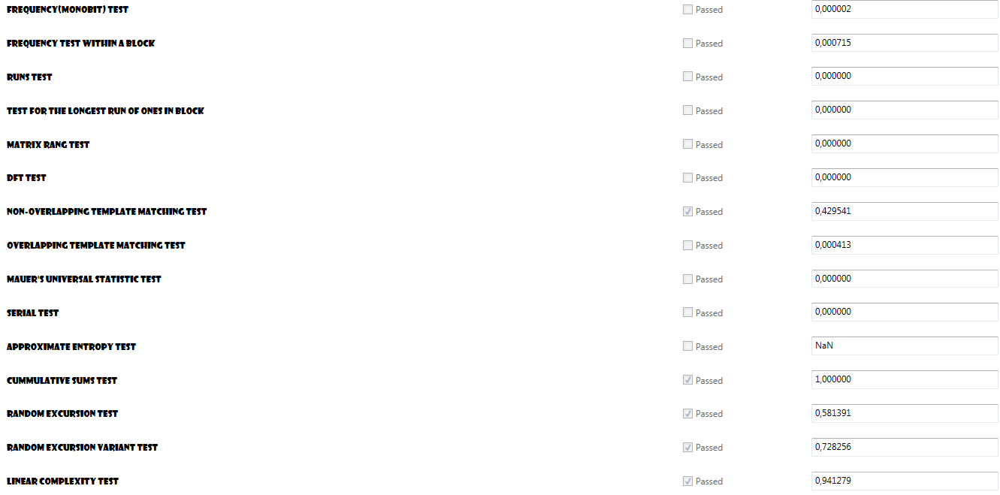 FREQUENCY(MONOBIT) TEST Passed 0,000002
FREQUENCY TEST WITHIN A BLOCK Passed 0,000715
RUNS TEST Passed 0,000000
TEST FOR THE LONGEST RUN OF ONES IN BLOCK Passed 0,000000
MATRIX RANG TEST Passed 0,000000
DFT TEST Passed 0,000000
NON-OVERLAPPING TEMPLATE MATCHING TEST Passed 0,429541
OVERLAPPING TEMPLATE MATCHING TEST Passed 0,000413
MAUER'S UNIVERSAL STATISTIC TEST Passed 0,000000
SERIAL TEST Passed 0,000000
APPROXIMATE ENTROPY TEST Passed NaN
CUMMULATIVE SUMS TEST Passed 1,000000
RANDOM EXCURSION TEST Passed 0,581391
RANDOM EXCURSION VARIANT TEST Passed 0,728256
LINEAR COMPLEXITY TEST Passed 0,941279